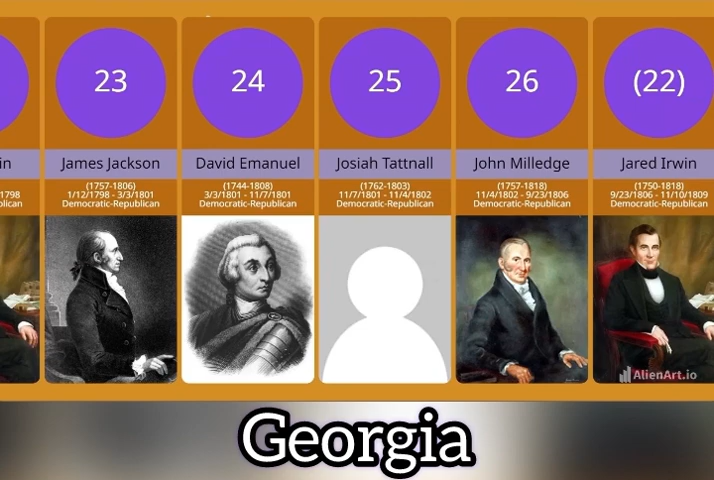 23
24
25
26
(22)
in
James Jackson
David Emanuel
Josiah Tattnall
John Milledge
Jared Irwin
1798
(1757-1806)
1/12/1798 - 3/3/1801
Democratic-Republican
(1744-1808)
3/3/1801 - 11/7/1801
Democratic-Republican
(1762-1803)
11/7/1801 - 11/4/1802
Democratic-Republican
(1757-1818)
11/4/1802 - 9/23/1806
Democratic-Republican
(1750-1818)
9/23/1806 - 11/10/1809
Democratic-Republican
blican
AlienArt.io
Georgia